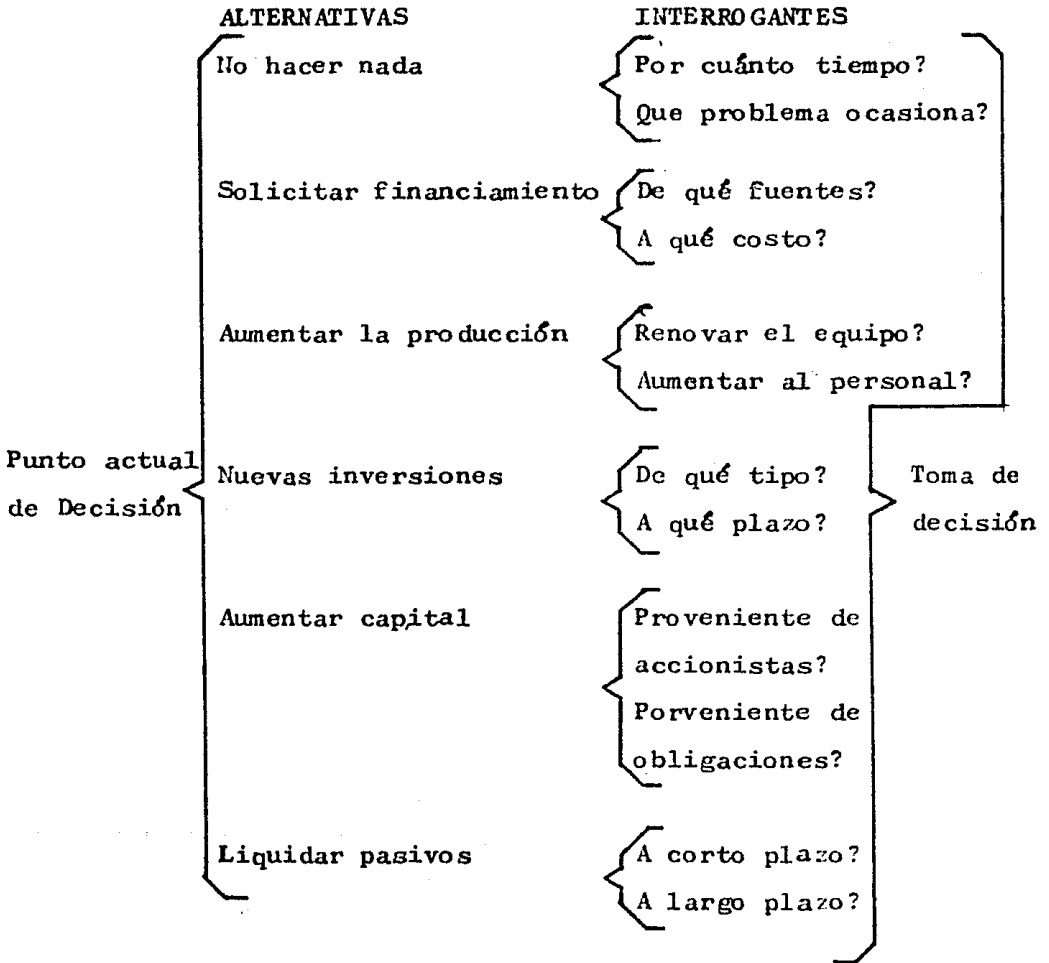 ALTERNATIVAS
INTERROGANTES
No hacer nada
Por cuánto tiempo?
Que problema ocasiona?
Solicitar financiamiento
De qué fuentes?
A qué costo?
Aumentar la producción
Renovar el equipo?
Aumentar al personal?
Punto actual
de Decisión
Nuevas inversiones
De qué tipo?
A qué plazo?
Toma de
decisión
Aumentar capital
Proveniente de
accionistas?
Porveniente de
obligaciones?
Liquidar pasivos
A corto plazo?
A largo plazo?